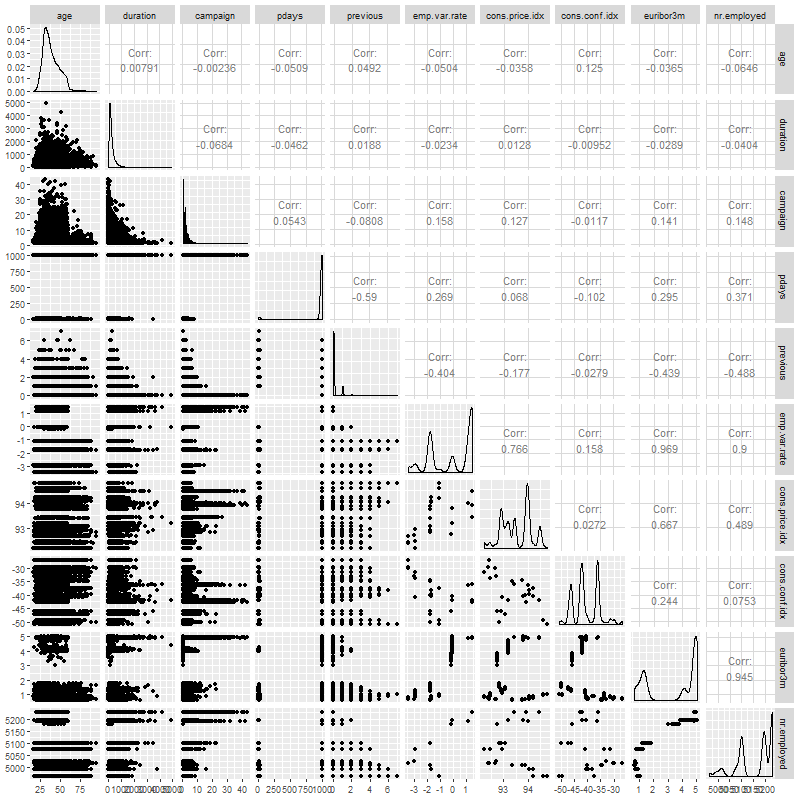 age duration campaign pdays previous emp.var.rate cons.price.idx cons.conf.idx euribor3m nr.employed
0.05
0.04
0.03
0.02
0.01
0.00
Corr: Corr: Corr: Corr: Corr: Corr: Corr: Corr: Corr:
0.00791 -0.00236 -0.0509 0.0492 -0.0504 -0.0358 0.125 -0.0365 -0.0646
age
5000
4000
3000
2000
1000
0
Corr: Corr: Corr: Corr: Corr: Corr: Corr: Corr:
-0.0684 -0.0462 0.0188 -0.0234 0.0128 -0.00952 -0.0289 -0.0404
duration
40
30
20
10
0
Corr: Corr: Corr: Corr: Corr: Corr: Corr:
0.0543 -0.0808 0.158 0.127 -0.0117 0.141 0.148
campaign
1000
750
500
250
0
Corr: Corr: Corr: Corr: Corr: Corr:
-0.59 0.269 0.068 -0.102 0.295 0.371
pdays
6
4
2
0
Corr: Corr: Corr: Corr: Corr:
-0.404 -0.177 -0.0279 -0.439 -0.488
previous
1
0
-1
-2
-3
Corr: Corr: Corr: Corr:
0.766 0.158 0.969 0.9
emp.var.rate
94
93
Corr: Corr: Corr:
0.0272 0.667 0.489
cons.price.idx
-30
-35
-40
-45
-50
Corr: Corr:
0.244 0.0753
cons.conf.idx
5
4
3
2
1
Corr:
0.945
euribor3m
5200
5150
5100
5050
5000
nr.employed
25 50 75 0 10 20 30 40 0 250 500 750 1000 0 2 4 6 -3 -2 -1 0 1 93 94 -50 -45 -40 -35 -30 1 2 3 4 5